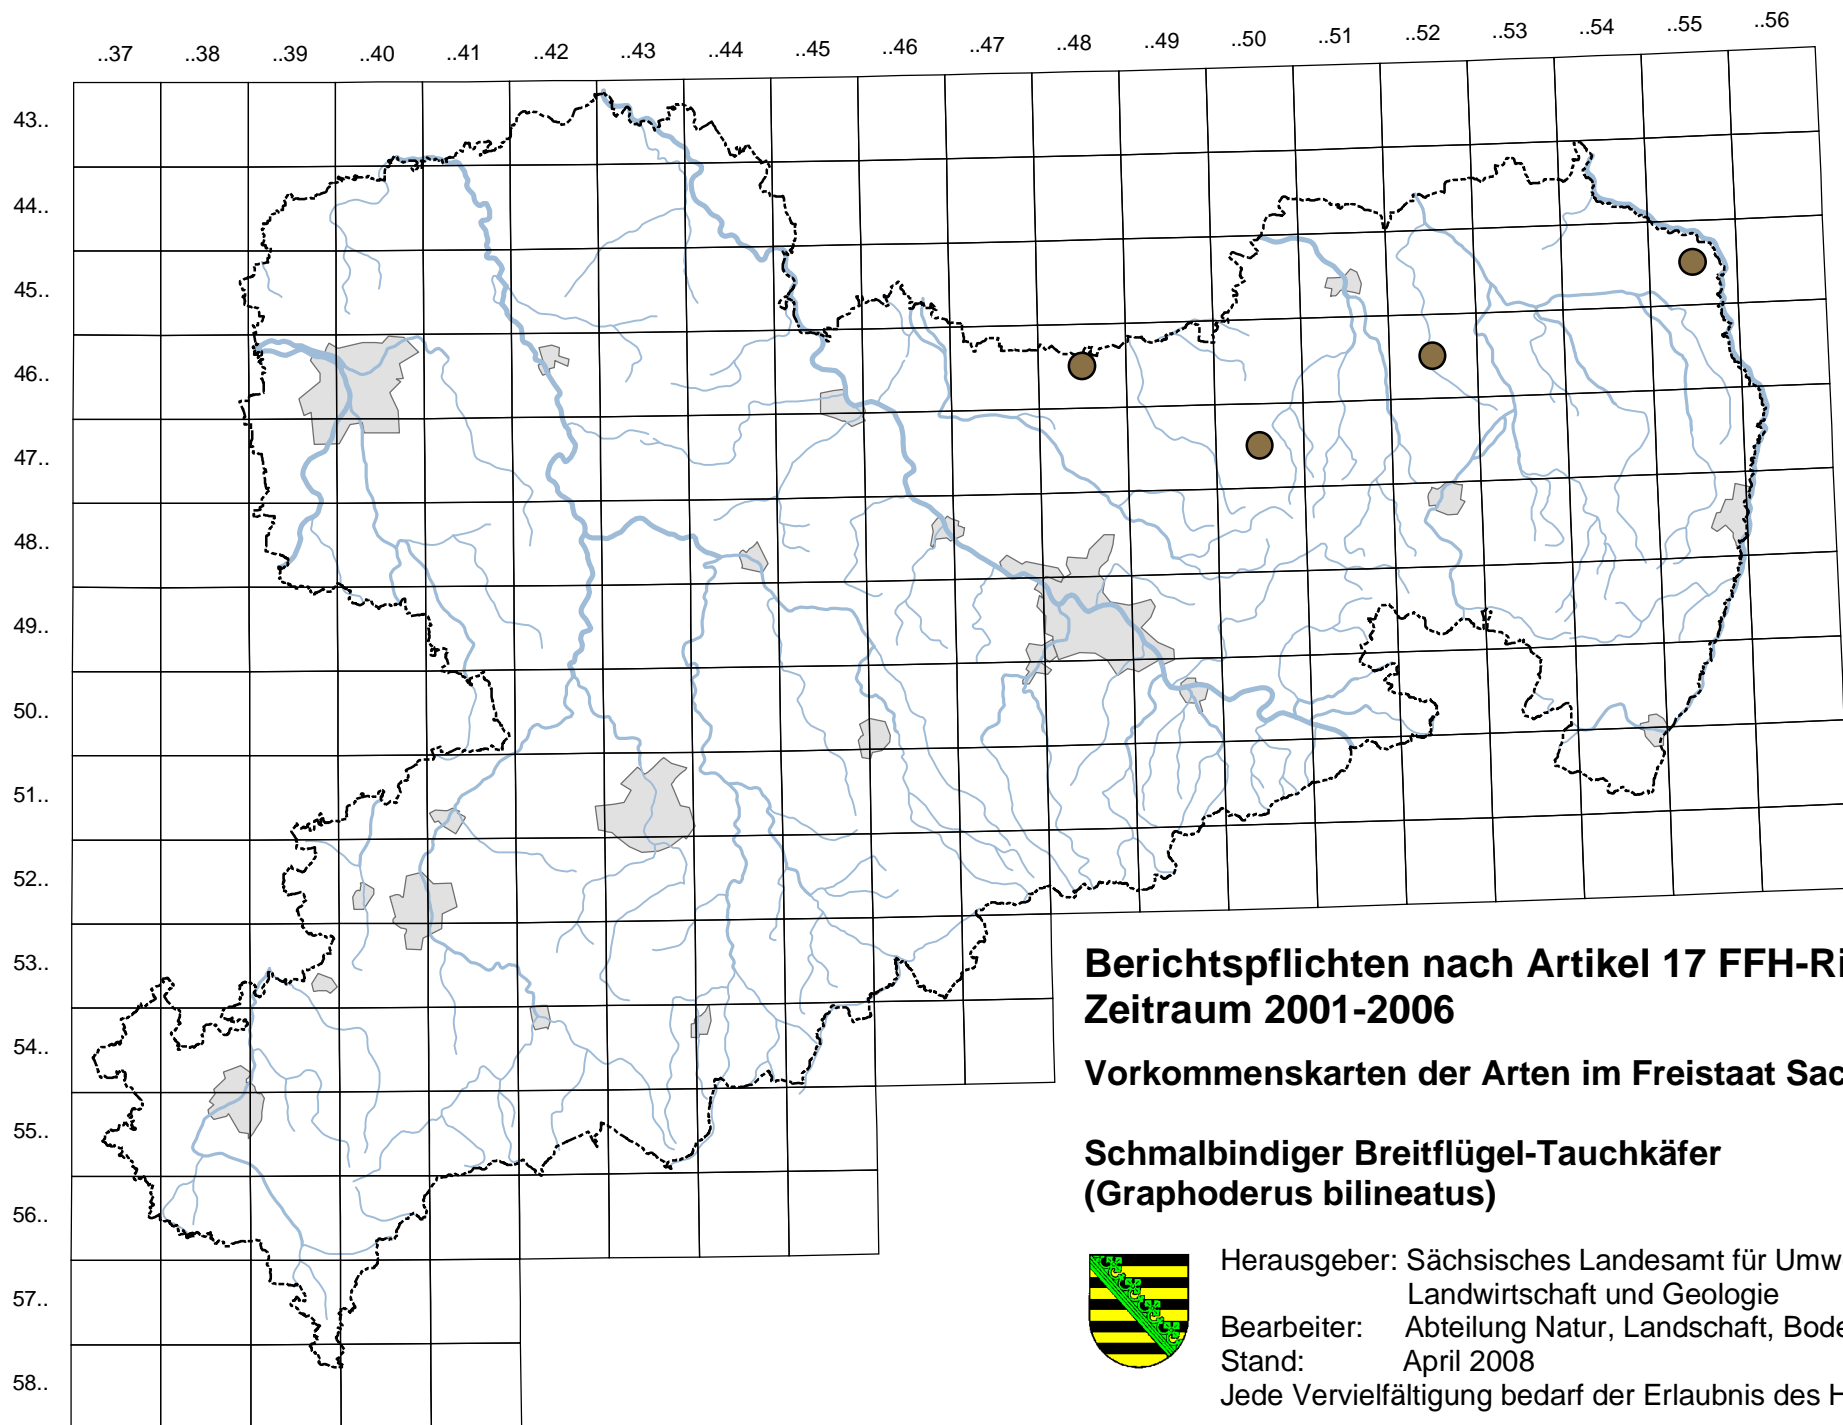 ..37 ..38 ..39 ..40 ..41 ..42 ..43 ..44 ..45 ..46 ..47 ..48 ..49 ..50 ..51 ..52 ..53 ..54 ..55 ..56
43..
44..
45..
46..
47..
48..
49..
50..
51..
52..
53..
54..
55..
56..
57..
58..
Berichtspflichten nach Artikel 17 FFH-Ri
Zeitraum 2001-2006
Vorkommenskarten der Arten im Freistaat Sac
Schmalbindiger Breitflügel-Tauchkäfer
(Graphoderus bilineatus)
Herausgeber: Sächsisches Landesamt für Umw
Landwirtschaft und Geologie
Bearbeiter: Abteilung Natur, Landschaft, Bode
Stand: April 2008
Jede Vervielfältigung bedarf der Erlaubnis des H